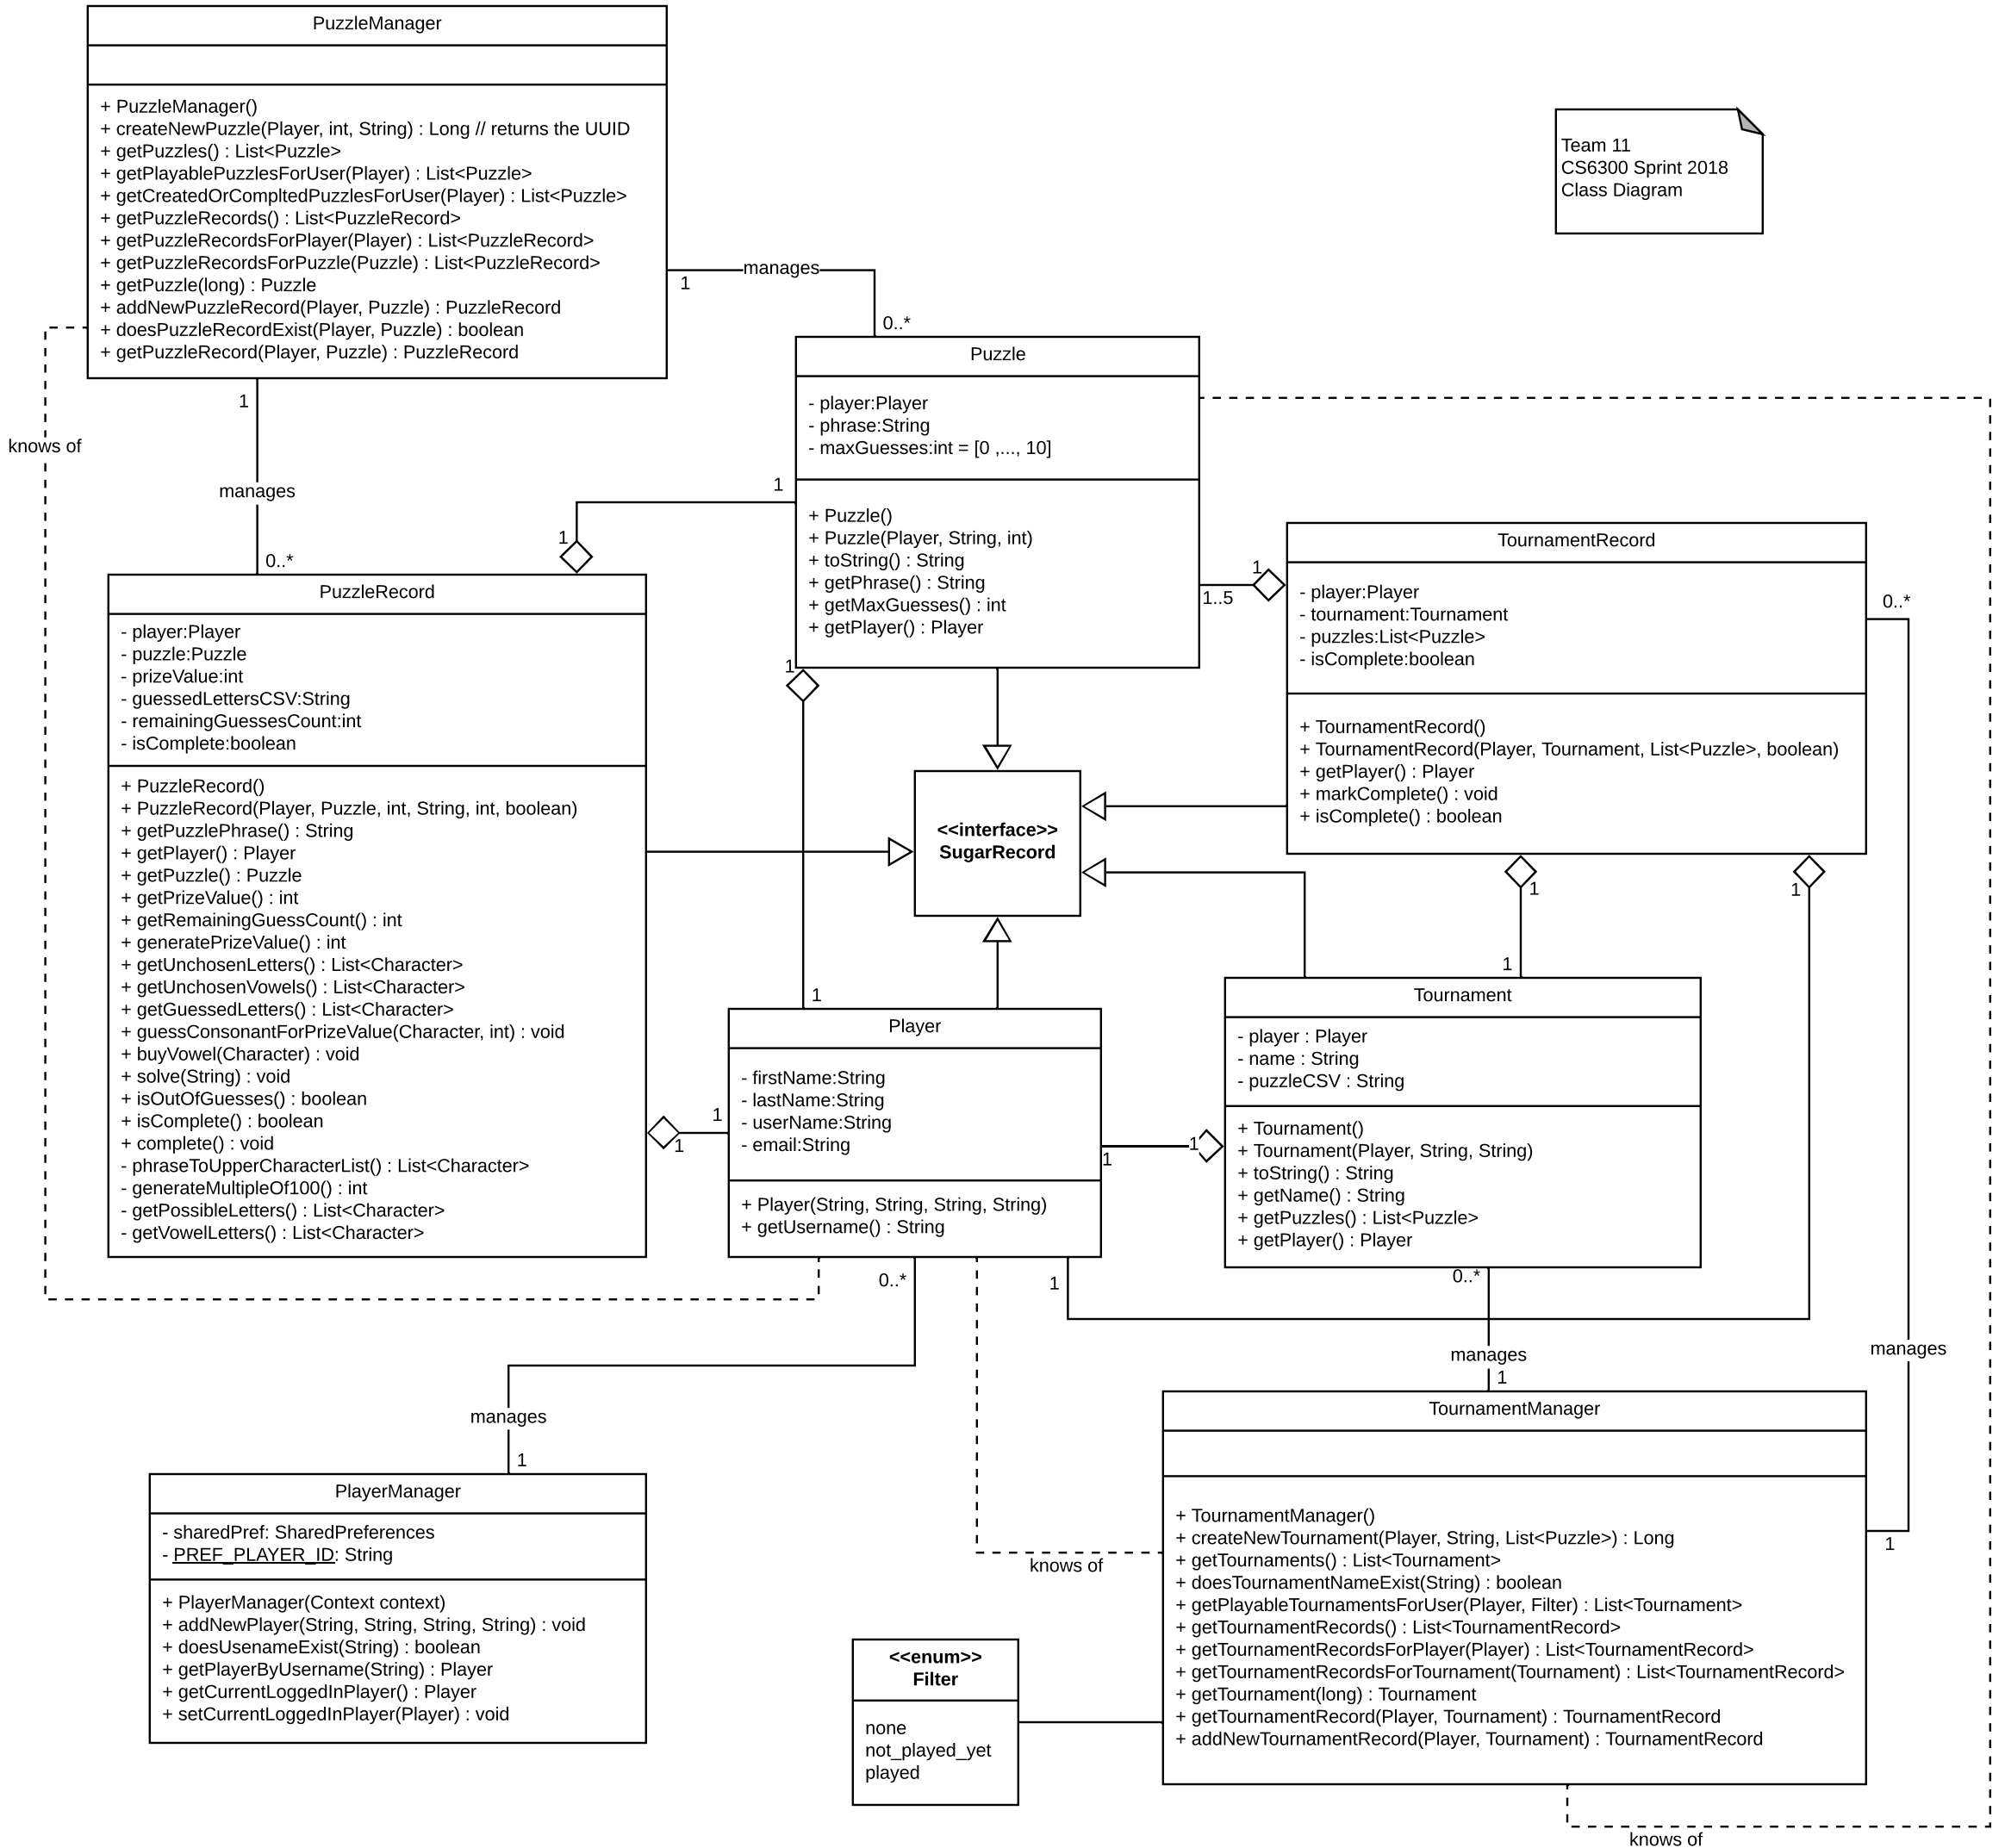 PuzzleManager
+ PuzzleManager()
+ createNewPuzzle(Player, int, String) : Long // returns the UUID
+ getPuzzles() : List<Puzzle>
+ getPlayablePuzzlesForUser(Player) : List<Puzzle>
+ getCreatedOrCompltedPuzzlesForUser(Player) : List<Puzzle>
+ getPuzzleRecords() : List<PuzzleRecord>
+ getPuzzleRecordsForPlayer(Player) : List<PuzzleRecord>
+ getPuzzleRecordsForPuzzle(Puzzle) : List<PuzzleRecord>
+ getPuzzle(long) : Puzzle
+ addNewPuzzleRecord(Player, Puzzle) : PuzzleRecord
+ doesPuzzleRecordExist(Player, Puzzle) : boolean
+ getPuzzleRecord(Player, Puzzle) : PuzzleRecord
Team 11
CS6300 Sprint 2018
Class Diagram
manages
1
0..*
1
knows of
manages
0..*
Puzzle
- player:Player
- phrase:String
- maxGuesses:int = [0 ,..., 10]
+ Puzzle()
+ Puzzle(Player, String, int)
+ toString() : String
+ getPhrase() : String
+ getMaxGuesses() : int
+ getPlayer() : Player
1
1
1
1
1..5
TournamentRecord
- player:Player
- tournament:Tournament
- puzzles:List<Puzzle>
- isComplete:boolean
+ TournamentRecord()
+ TournamentRecord(Player, Tournament, List<Puzzle>, boolean)
+ getPlayer() : Player
+ markComplete() : void
+ isComplete() : boolean
0..*
PuzzleRecord
- player:Player
- puzzle:Puzzle
- prizeValue:int
- guessedLettersCSV:String
- remainingGuessesCount:int
- isComplete:boolean
+ PuzzleRecord()
+ PuzzleRecord(Player, Puzzle, int, String, int, boolean)
+ getPuzzlePhrase() : String
+ getPlayer() : Player
+ getPuzzle() : Puzzle
+ getPrizeValue() : int
+ getRemainingGuessCount() : int
+ generatePrizeValue() : int
+ getUnchosenLetters() : List<Character>
+ getUnchosenVowels() : List<Character>
+ getGuessedLetters() : List<Character>
+ guessConsonantForPrizeValue(Character, int) : void
+ buyVowel(Character) : void
+ solve(String) : void
+ isOutOfGuesses() : boolean
+ isComplete() : boolean
+ complete() : void
- phraseToUpperCharacterList() : List<Character>
- generateMultipleOf100() : int
- getPossibleLetters() : List<Character>
- getVowelLetters() : List<Character>
<<interface>>
SugarRecord
1
1
1
1
Player
- firstName:String
- lastName:String
- userName:String
- email:String
+ Player(String, String, String, String)
+ getUsername() : String
1
1
1
1
Tournament
- player : Player
- name : String
- puzzleCSV : String
+ Tournament()
+ Tournament(Player, String, String)
+ toString() : String
+ getName() : String
+ getPuzzles() : List<Puzzle>
+ getPlayer() : Player
0..*
1
0..*
manages
1
manages
1
manages
1
knows of
PlayerManager
- sharedPref: SharedPreferences
- PREF_PLAYER_ID: String
+ PlayerManager(Context context)
+ addNewPlayer(String, String, String, String) : void
+ doesUsenameExist(String) : boolean
+ getPlayerByUsername(String) : Player
+ getCurrentLoggedInPlayer() : Player
+ setCurrentLoggedInPlayer(Player) : void
<<enum>>
Filter
none
not_played_yet
played
TournamentManager
+ TournamentManager()
+ createNewTournament(Player, String, List<Puzzle>) : Long
+ getTournaments() : List<Tournament>
+ doesTournamentNameExist(String) : boolean
+ getPlayableTournamentsForUser(Player, Filter) : List<Tournament>
+ getTournamentRecords() : List<TournamentRecord>
+ getTournamentRecordsForPlayer(Player) : List<TournamentRecord>
+ getTournamentRecordsForTournament(Tournament) : List<TournamentRecord>
+ getTournament(long) : Tournament
+ getTournamentRecord(Player, Tournament) : TournamentRecord
+ addNewTournamentRecord(Player, Tournament) : TournamentRecord
knows of